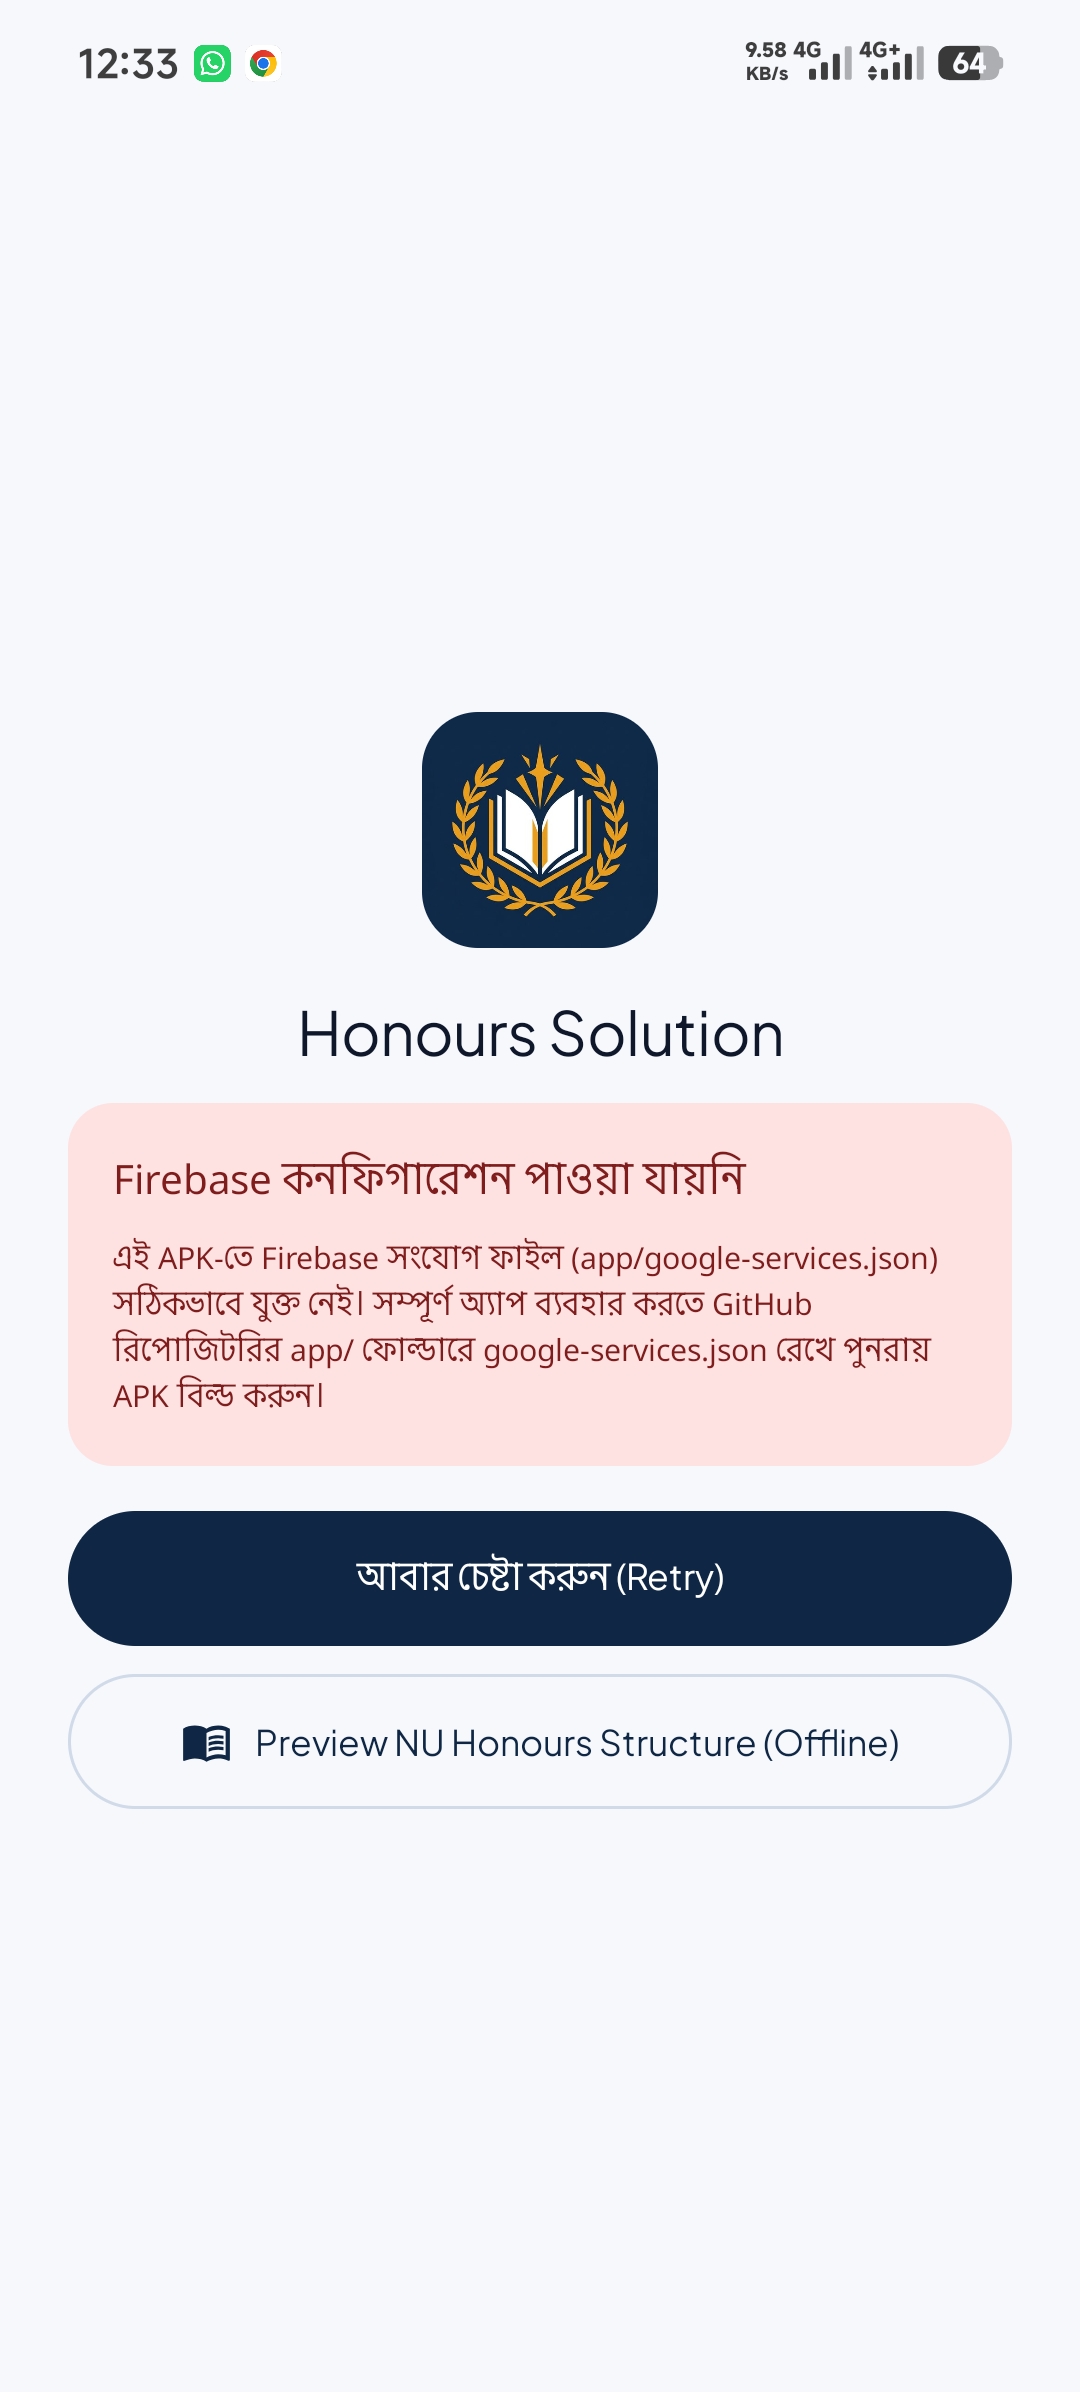 12:33
9.58 KB/s 4G 4G+ 64
Honours Solution
Firebase কনফিগারেশন পাওয়া যায়নি
এই APK-তে Firebase সংযোগ ফাইল (app/google-services.json)
সঠিকভাবে যুক্ত নেই। সম্পূর্ণ অ্যাপ ব্যবহার করতে GitHub
রিপোজিটরির app/ ফোল্ডারে google-services.json রেখে পুনরায়
APK বিল্ড করুন।
আবার চেষ্টা করুন (Retry)
Preview NU Honours Structure (Offline)